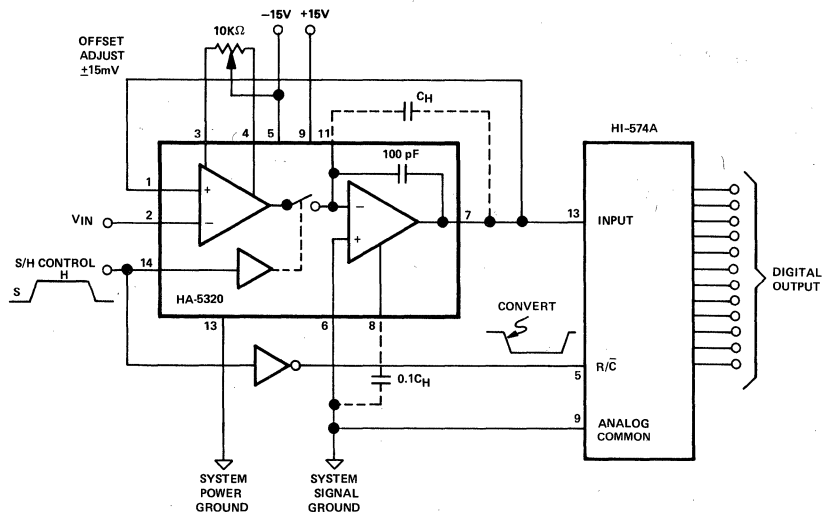 -15V
+15V
10KΩ
OFFSET
ADJUST
±15mV
CH
HI-574A
3
4
5
9
11
100 pF
1
+
-
VIN
2
-
+
7
13
INPUT
S/H CONTROL
H
S
14
HA-5320
DIGITAL
OUTPUT
CONVERT
13
6
8
R/C̅
5
0.1CH
9
ANALOG
COMMON
SYSTEM
POWER
GROUND
SYSTEM
SIGNAL
GROUND